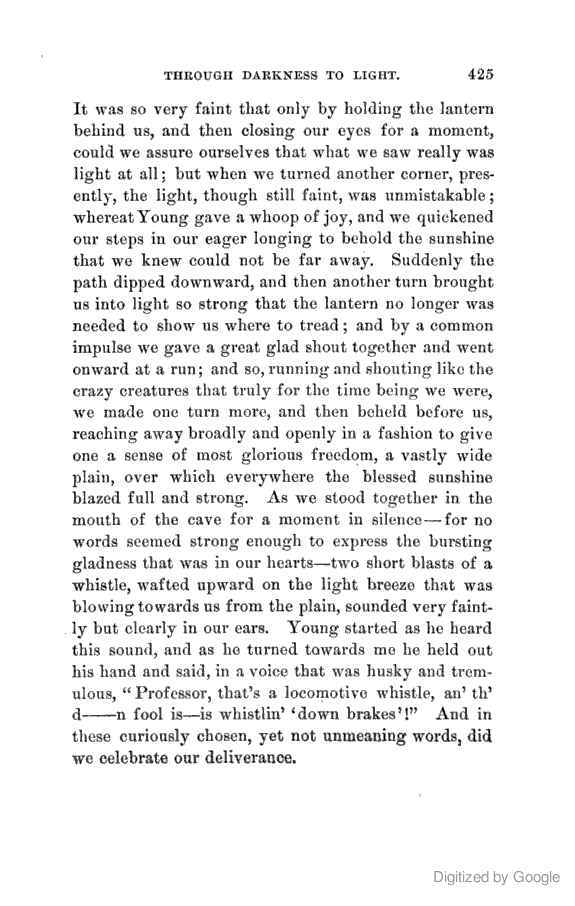 THROUGH DARKNESS TO LIGHT. 425
It was so very faint that only by holding the lantern
behind us, and then closing our eyes for a moment,
could we assure ourselves that what we saw really was
light at all; but when we turned another corner, pres-
ently, the light, though still faint, was unmistakable;
whereat Young gave a whoop of joy, and we quickened
our steps in our eager longing to behold the sunshine
that we knew could not be far away. Suddenly the
path dipped downward, and then another turn brought
us into light so strong that the lantern no longer was
needed to show us where to tread; and by a common
impulse we gave a great glad shout together and went
onward at a run; and so, running and shouting like the
crazy creatures that truly for the time being we were,
we made one turn more, and then beheld before us,
reaching away broadly and openly in a fashion to give
one a sense of most glorious freedom, a vastly wide
plain, over which everywhere the blessed sunshine
blazed full and strong. As we stood together in the
mouth of the cave for a moment in silence—for no
words seemed strong enough to express the bursting
gladness that was in our hearts—two short blasts of a
whistle, wafted upward on the light breeze that was
blowing towards us from the plain, sounded very faint-
ly but clearly in our ears. Young started as he heard
this sound, and as he turned towards me he held out
his hand and said, in a voice that was husky and trem-
ulous, “Professor, that’s a locomotive whistle, an’ th’
d——n fool is—is whistlin’ ‘down brakes’!” And in
these curiously chosen, yet not unmeaning words, did
we celebrate our deliverance.
Digitized by Google